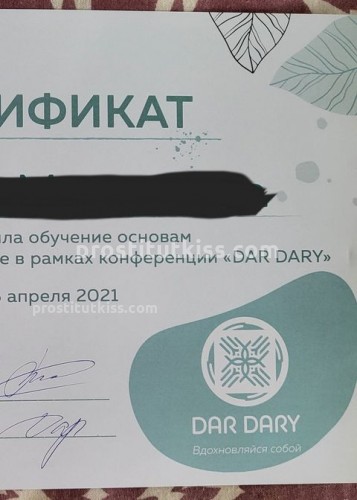 ИФИКАТ
ла обучение основам
е в рамках конференции «DAR DARY»
prostitutkiss.com
апреля 2021
prostitutkiss.com
DAR DARY
Вдохновляйся собой